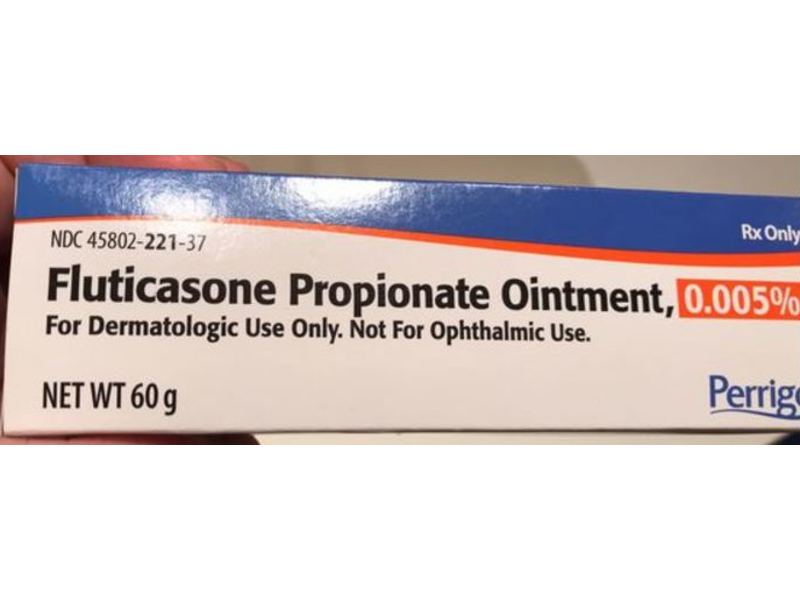 NDC 45802-221-37
Rx Only
Fluticasone Propionate Ointment, 0.005%
For Dermatologic Use Only. Not For Ophthalmic Use.
NET WT 60 g
Perrigo